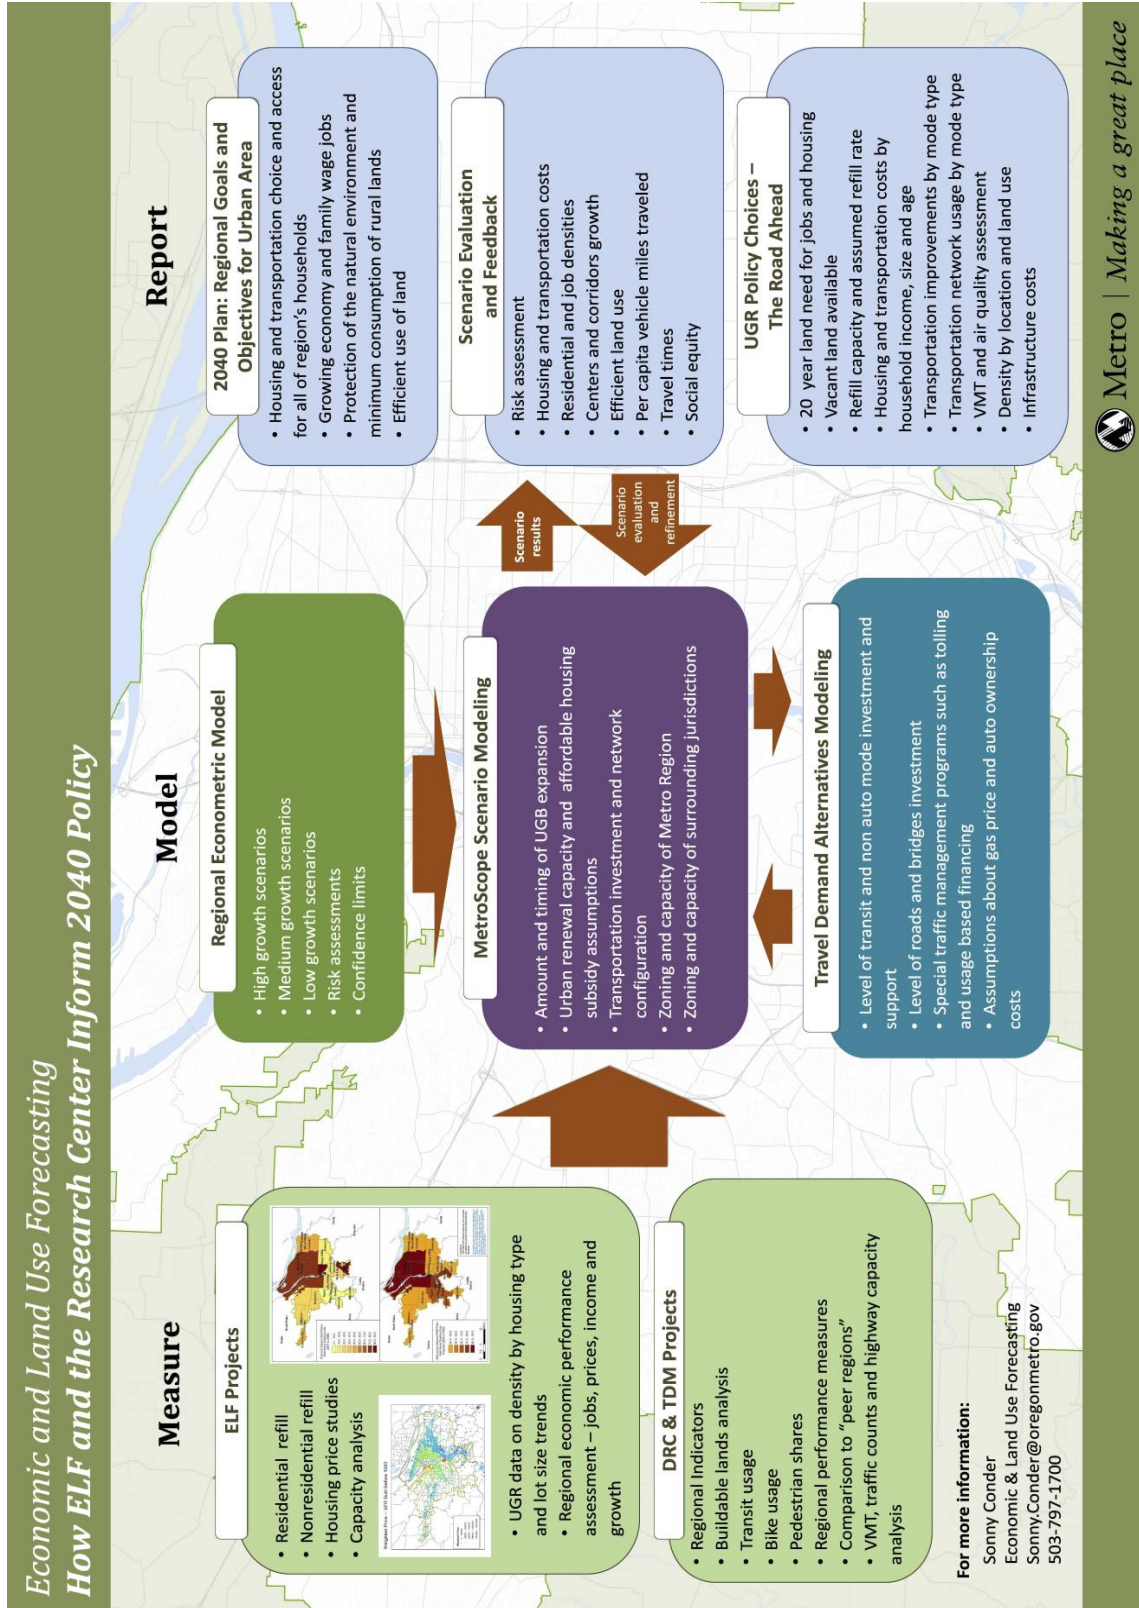 Economic and Land Use Forecasting
How ELF and the Research Center Inform 2040 Policy
Measure
ELF Projects
• Residential refill
• Nonresidential refill
• Housing price studies
• Capacity analysis
• UGR data on density by housing type
and lot size trends
• Regional economic performance
assessment – jobs, prices, income and
growth
DRC & TDM Projects
• Regional Indicators
• Buildable lands analysis
• Transit usage
• Bike usage
• Pedestrian shares
• Regional performance measures
• Comparison to “peer regions”
• VMT, traffic counts and highway capacity
analysis
For more information:
Sonny Conder
Economic & Land Use Forecasting
Sonny.Conder@oregonmetro.gov
503-797-1700
Model
Regional Econometric Model
• High growth scenarios
• Medium growth scenarios
• Low growth scenarios
• Risk assessments
• Confidence limits
MetroScope Scenario Modeling
• Amount and timing of UGB expansion
• Urban renewal capacity and affordable housing
subsidy assumptions
• Transportation investment and network
configuration
• Zoning and capacity of Metro Region
• Zoning and capacity of surrounding jurisdictions
Travel Demand Alternatives Modeling
• Level of transit and non auto mode investment and
support
• Level of roads and bridges investment
• Special traffic management programs such as tolling
and usage based financing
• Assumptions about gas price and auto ownership
costs
Scenario
results
Scenario
evaluation
and
refinement
Report
2040 Plan: Regional Goals and
Objectives for Urban Area
• Housing and transportation choice and access
for all of region’s households
• Growing economy and family wage jobs
• Protection of the natural environment and
minimum consumption of rural lands
• Efficient use of land
Scenario Evaluation
and Feedback
• Risk assessment
• Housing and transportation costs
• Residential and job densities
• Centers and corridors growth
• Efficient land use
• Per capita vehicle miles traveled
• Travel times
• Social equity
UGR Policy Choices –
The Road Ahead
• 20 year land need for jobs and housing
• Vacant land available
• Refill capacity and assumed refill rate
• Housing and transportation costs by
household income, size and age
• Transportation improvements by mode type
• Transportation network usage by mode type
• VMT and air quality assessment
• Density by location and land use
• Infrastructure costs
Metro | Making a great place